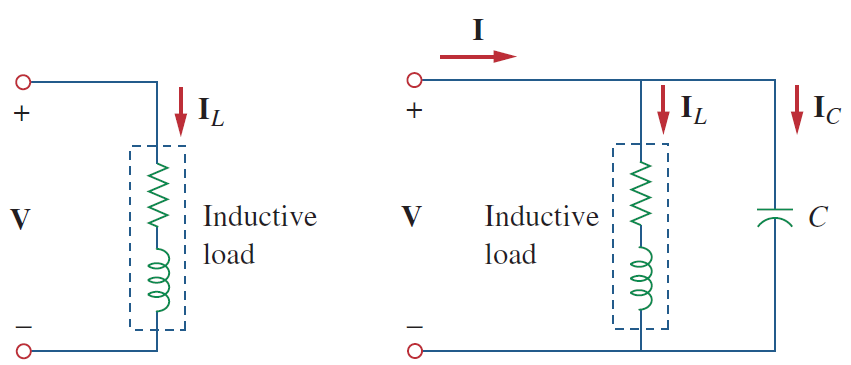 I
+
I_L
V
Inductive
load
−
+
I_L
I_C
V
Inductive
load
C
−